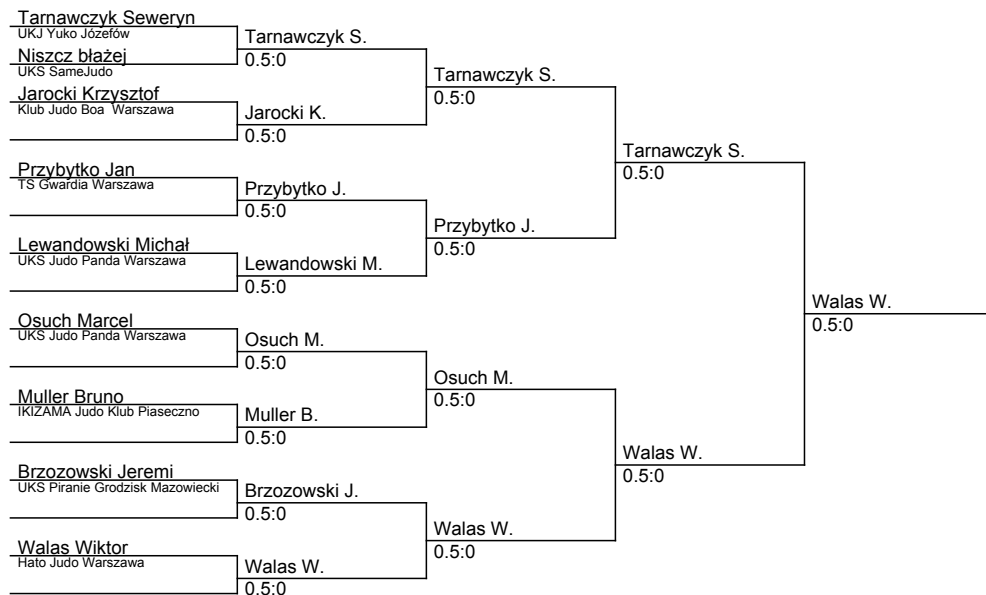 Tarnawczyk Seweryn
UKJ Yuko Józefów
Niszcz błażej
UKS SameJudo
Jarocki Krzysztof
Klub Judo Boa Warszawa
Przybytko Jan
TS Gwardia Warszawa
Lewandowski Michał
UKS Judo Panda Warszawa
Osuch Marcel
UKS Judo Panda Warszawa
Muller Bruno
IKIZAMA Judo Klub Piaseczno
Brzozowski Jeremi
UKS Piranie Grodzisk Mazowiecki
Walas Wiktor
Hato Judo Warszawa
Tarnawczyk S.
0.5:0
Jarocki K.
0.5:0
Przybytko J.
0.5:0
Lewandowski M.
0.5:0
Osuch M.
0.5:0
Muller B.
0.5:0
Brzozowski J.
0.5:0
Walas W.
0.5:0
Tarnawczyk S.
0.5:0
Przybytko J.
0.5:0
Osuch M.
0.5:0
Walas W.
0.5:0
Tarnawczyk S.
0.5:0
Walas W.
0.5:0
Walas W.
0.5:0